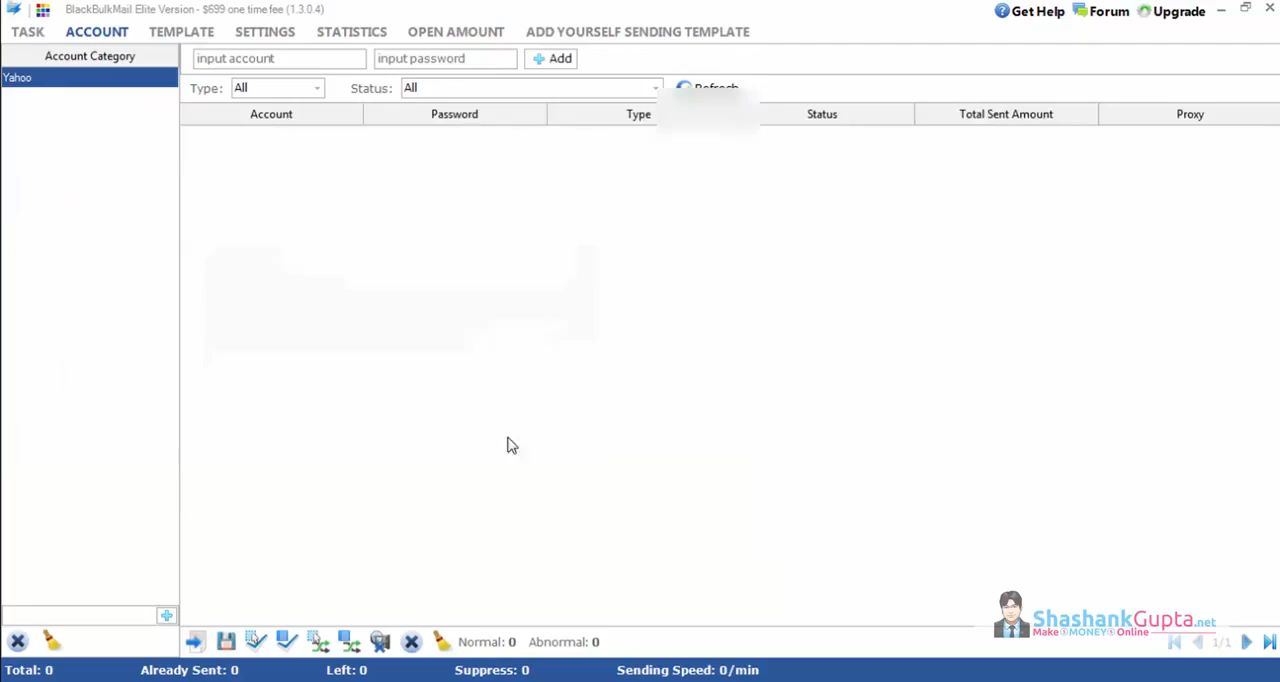 BlackBulkMail Elite Version - $699 one time fee (1.3.0.4)
Get Help Forum Upgrade
TASK ACCOUNT TEMPLATE SETTINGS STATISTICS OPEN AMOUNT ADD YOURSELF SENDING TEMPLATE
Account Category
input account input password Add
Yahoo
Type: All Status: All Refresh
Account Password Type Status Total Sent Amount Proxy
ShashankGupta.net
Make MONEY Online
Normal: 0 Abnormal: 0 1/1
Total: 0 Already Sent: 0 Left: 0 Suppress: 0 Sending Speed: 0/min